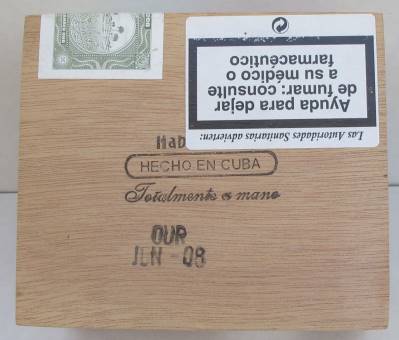 Las Autoridades Sanitarias advierten:
Ayuda para dejar
de fumar: consulte
a su médico o
farmacéutico
HECHO EN CUBA
Totalmente a mano
OUR
JUN - 08